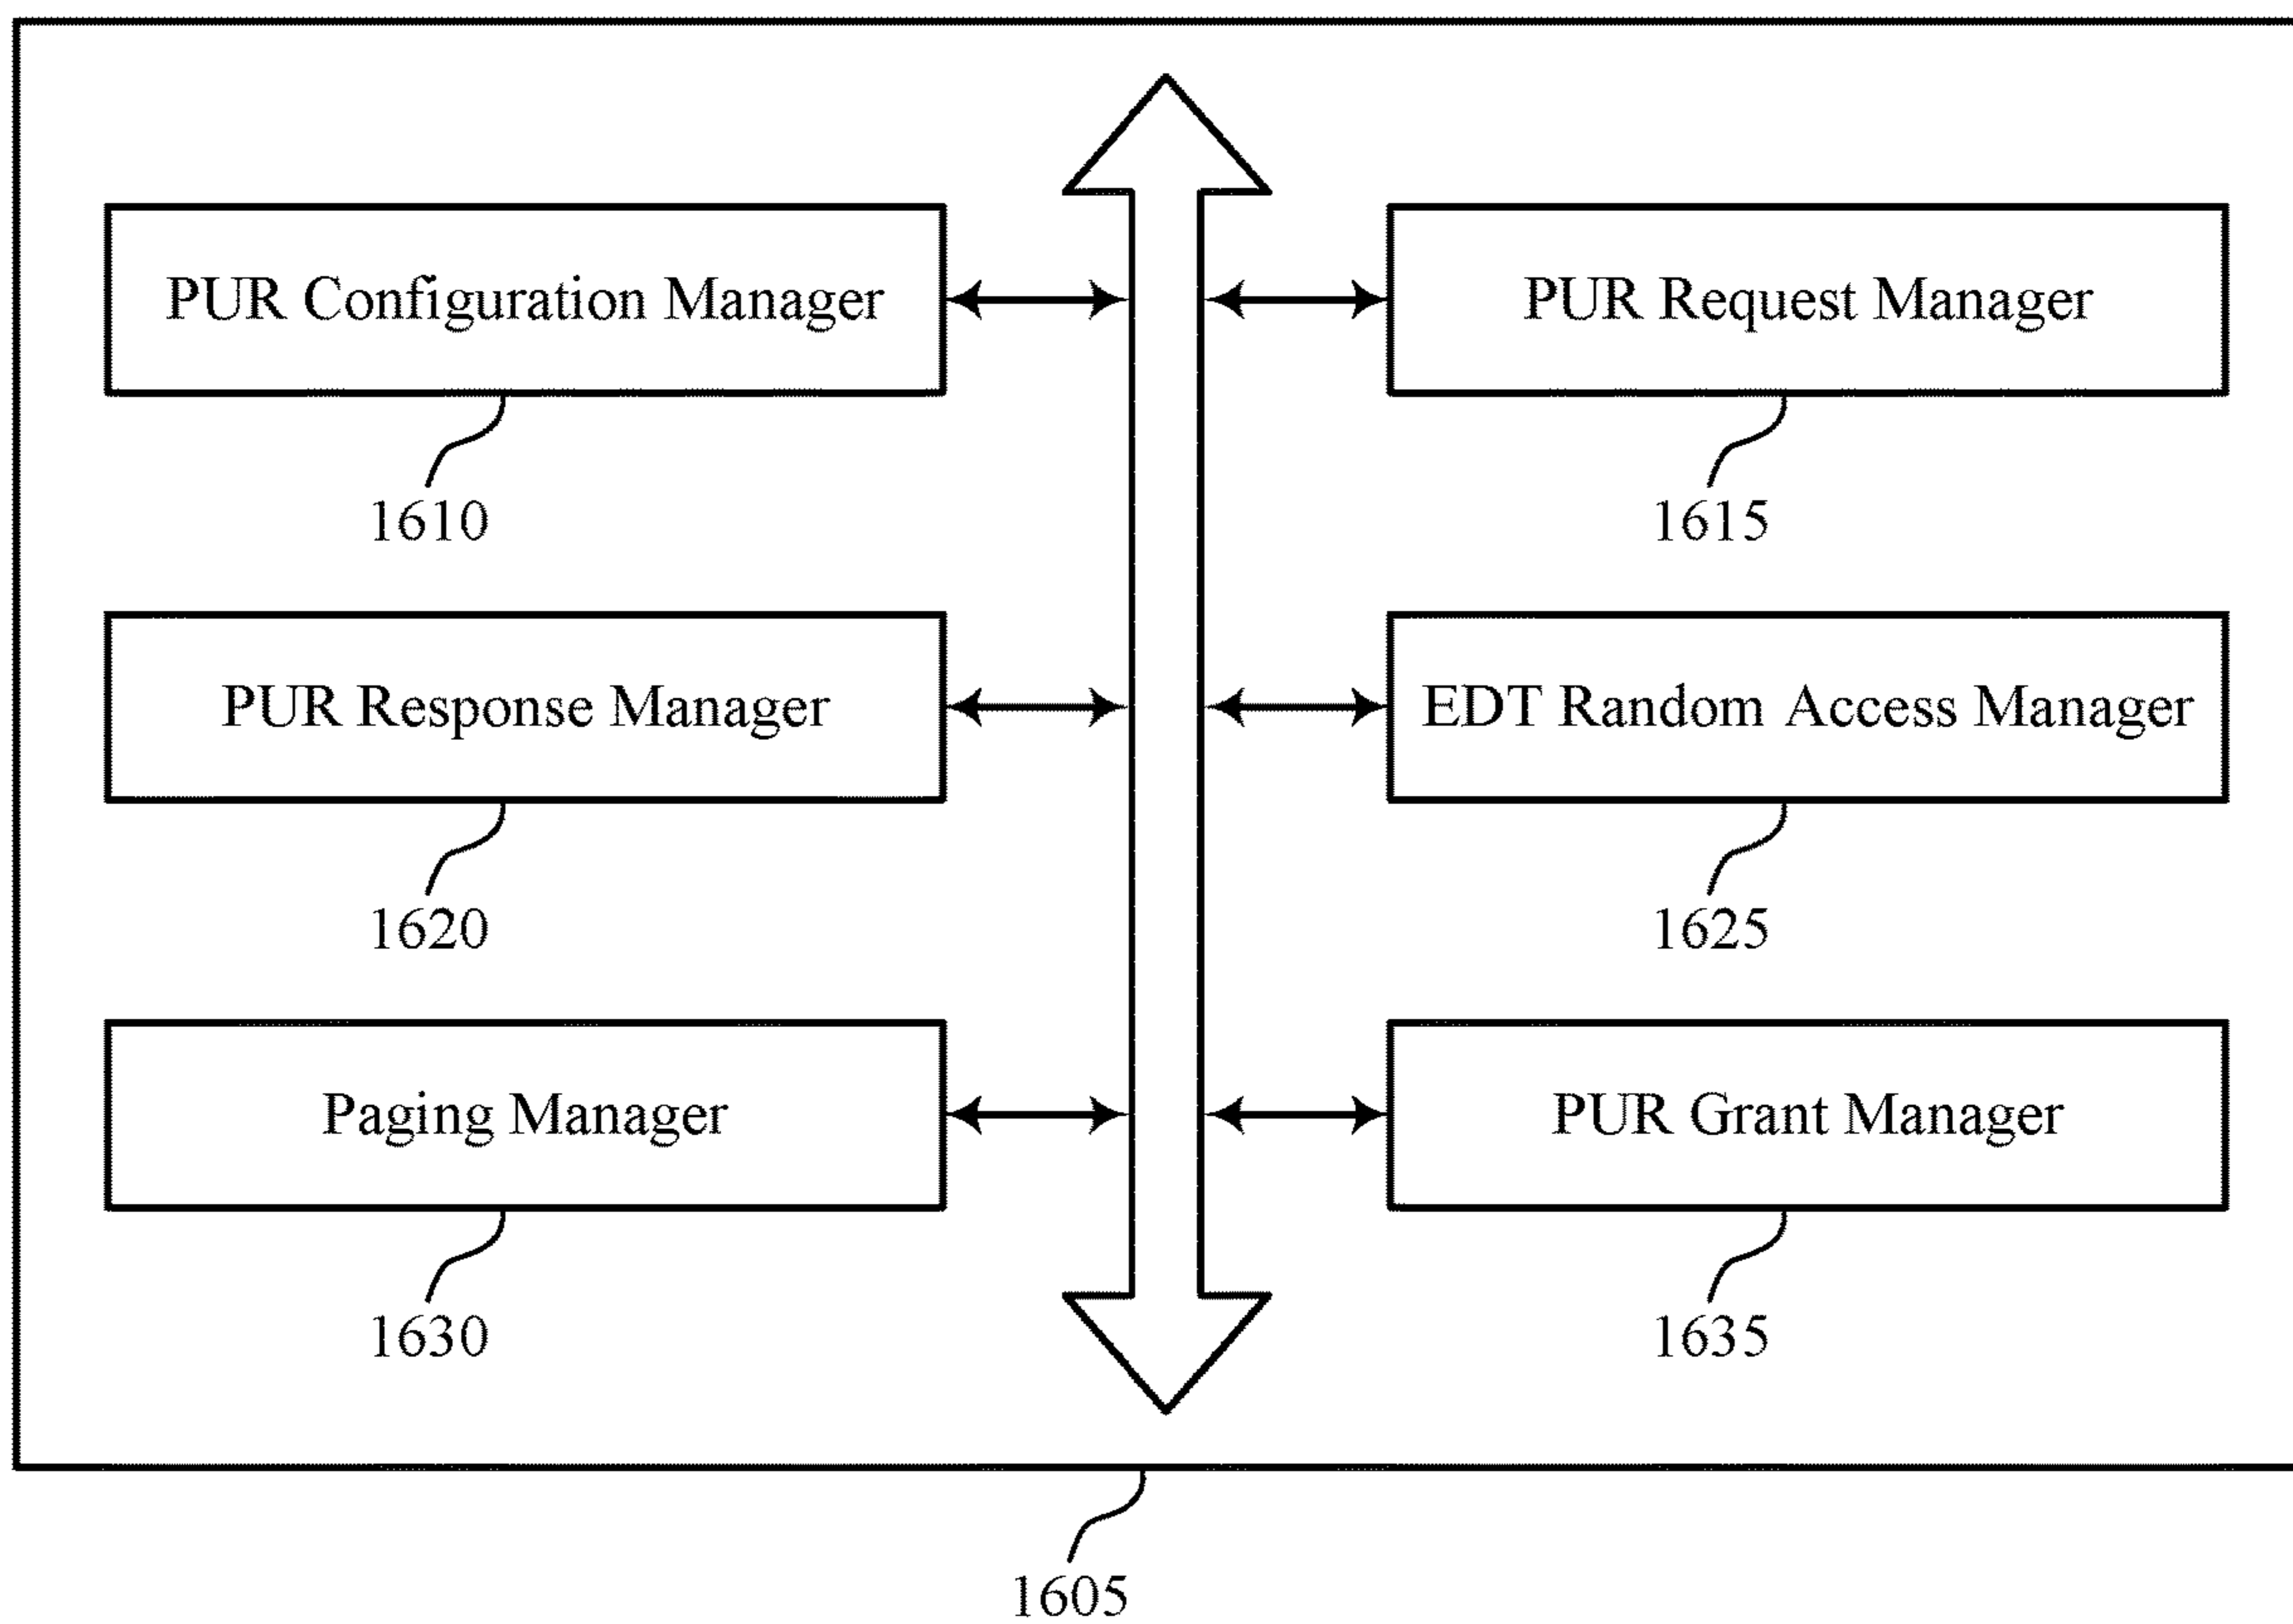 PUR Configuration Manager
PUR Request Manager
1610
1615
PUR Response Manager
EDT Random Access Manager
1620
1625
Paging Manager
PUR Grant Manager
1630
1635
1605